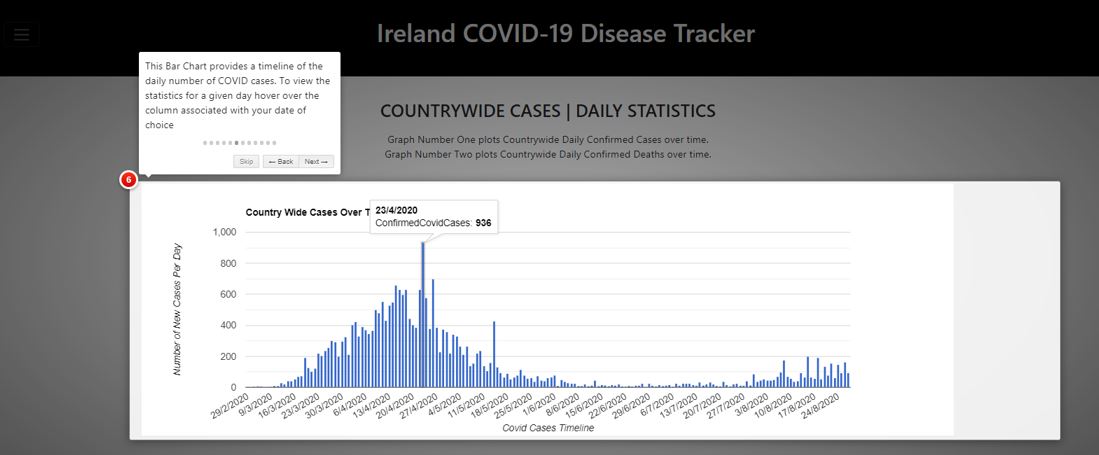 Ireland COVID-19 Disease Tracker
This Bar Chart provides a timeline of the
daily number of COVID cases. To view the
statistics for a given day hover over the
column associated with your date of
choice
Skip
← Back
Next →
COUNTRYWIDE CASES | DAILY STATISTICS
Graph Number One plots Countrywide Daily Confirmed Cases over time.
Graph Number Two plots Countrywide Daily Confirmed Deaths over time.
6
Country Wide Cases Over T
23/4/2020
ConfirmedCovidCases: 936
Number of New Cases Per Day
1,000
800
600
400
200
0
29/2/2020
9/3/2020
16/3/2020
23/3/2020
30/3/2020
6/4/2020
13/4/2020
20/4/2020
27/4/2020
4/5/2020
11/5/2020
18/5/2020
25/5/2020
1/6/2020
8/6/2020
15/6/2020
22/6/2020
29/6/2020
6/7/2020
13/7/2020
20/7/2020
27/7/2020
3/8/2020
10/8/2020
17/8/2020
24/8/2020
Covid Cases Timeline